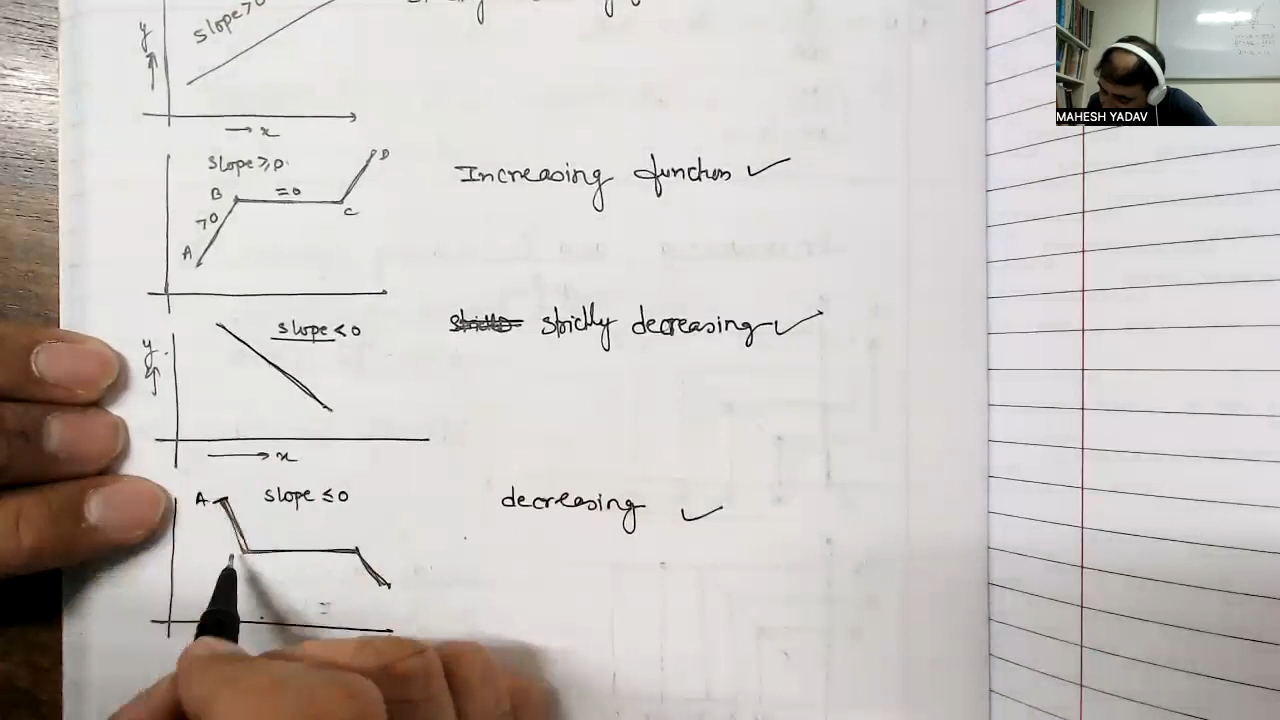 slope>0
y
x
MAHESH YADAV
slope≥0
B =0 C D
>0
A
Increasing function ✓
slope<0
strictly decreasing ✓
y
x
A slope ≤0
decreasing ✓